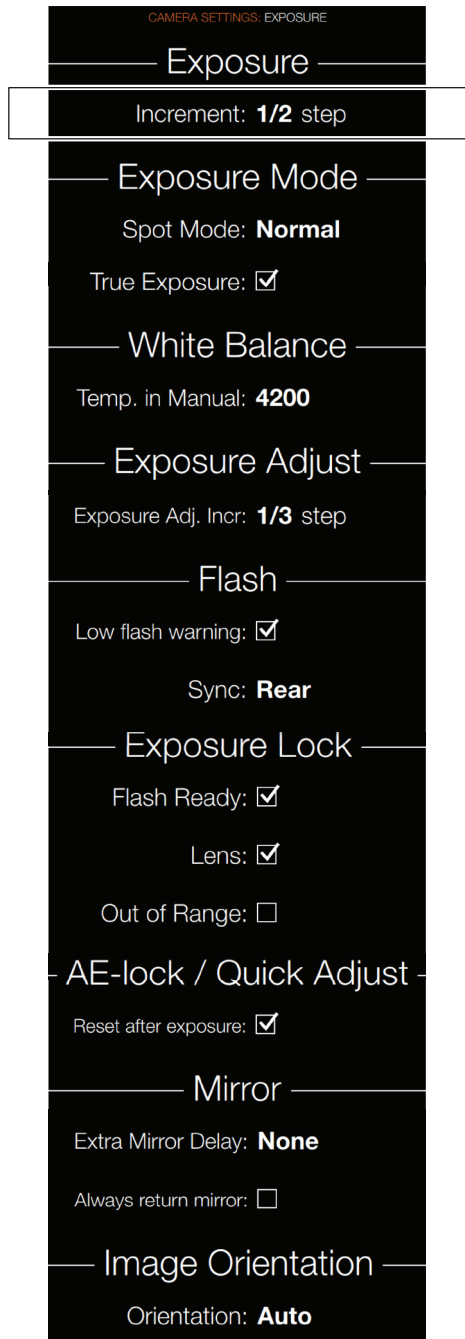 CAMERA SETTINGS: EXPOSURE
Exposure
Increment: 1/2 step
Exposure Mode
Spot Mode: Normal
True Exposure:
White Balance
Temp. in Manual: 4200
Exposure Adjust
Exposure Adj. Incr: 1/3 step
Flash
Low flash warning:
Sync: Rear
Exposure Lock
Flash Ready:
Lens:
Out of Range:
AE-lock / Quick Adjust
Reset after exposure:
Mirror
Extra Mirror Delay: None
Always return mirror:
Image Orientation
Orientation: Auto